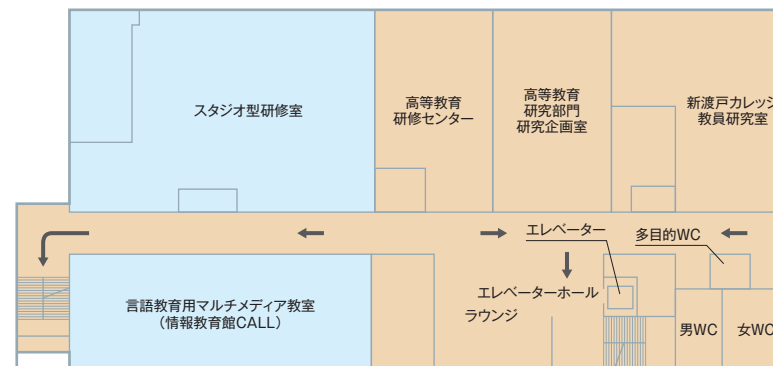 スタジオ型研修室
高等教育
研修センター
高等教育
研究部門
研究企画室
新渡戸カレッジ
教員研究室
エレベーター
多目的WC
エレベーターホール
ラウンジ
言語教育用マルチメディア教室
（情報教育館CALL）
男WC
女WC